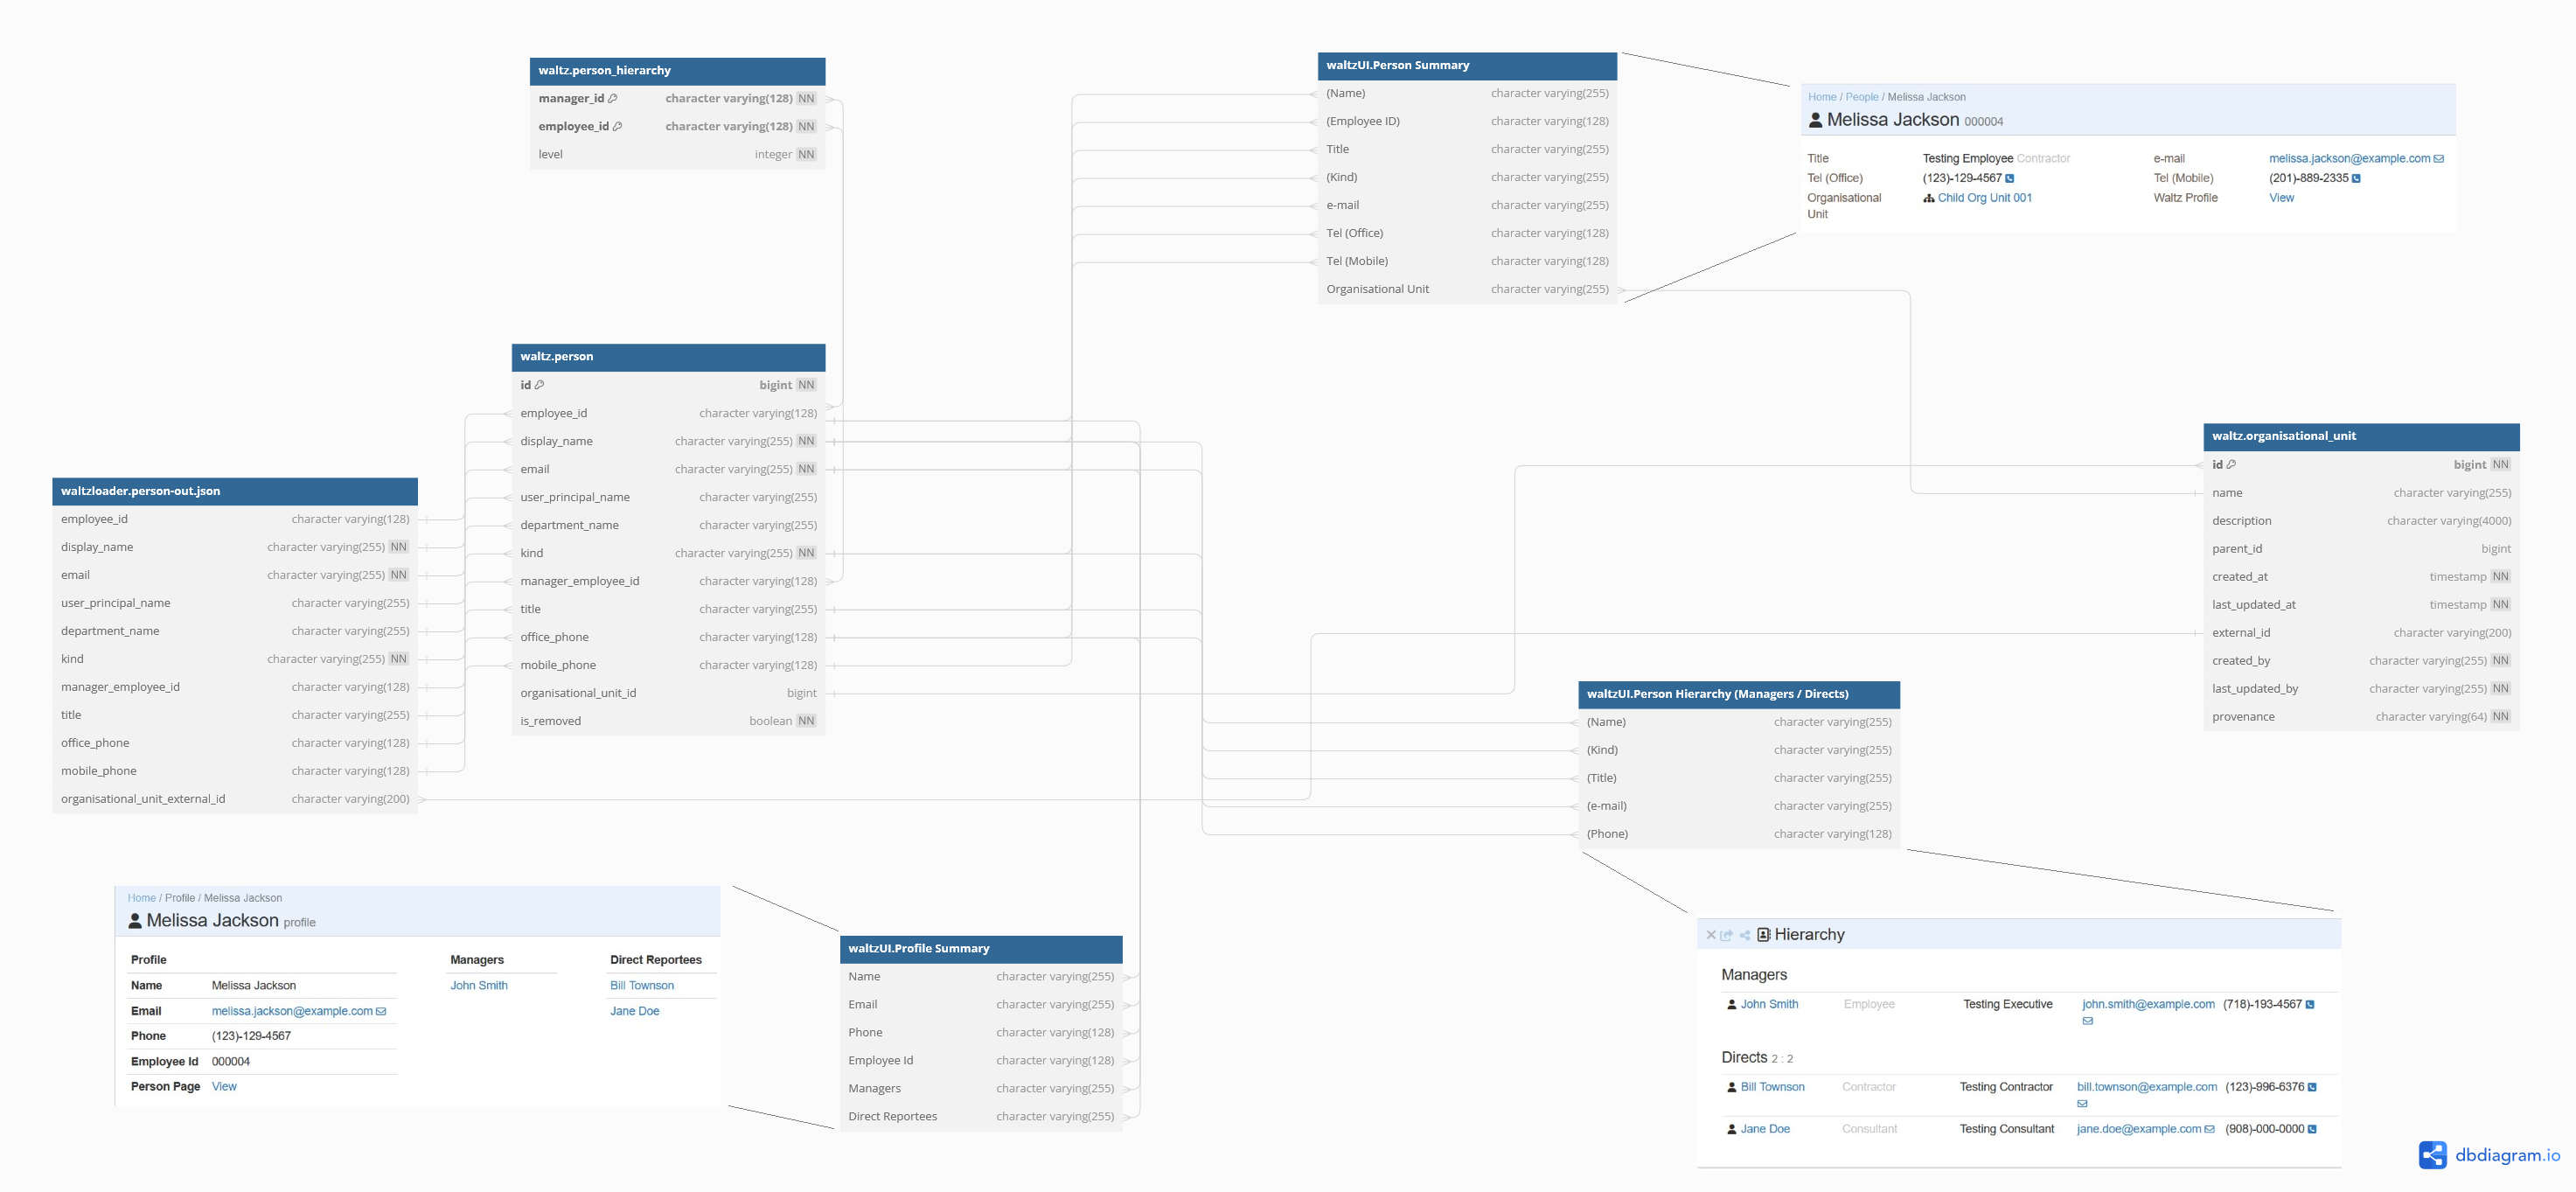 waltz.person_hierarchy
manager_id character varying(128) NN
employee_id character varying(128) NN
level integer NN
waltzUI.Person Summary
(Name) character varying(255)
(Employee ID) character varying(128)
Title character varying(255)
(Kind) character varying(255)
e-mail character varying(255)
Tel (Office) character varying(128)
Tel (Mobile) character varying(128)
Organisational Unit character varying(255)
Home / People / Melissa Jackson
Melissa Jackson 000004
Title Testing Employee Contractor e-mail melissa.jackson@example.com
Tel (Office) (123)-129-4567 Tel (Mobile) (201)-889-2335
Organisational Child Org Unit 001 Waltz Profile View
Unit
waltz.person
id bigint NN
employee_id character varying(128)
display_name character varying(255) NN
email character varying(255) NN
user_principal_name character varying(255)
department_name character varying(255)
kind character varying(255) NN
manager_employee_id character varying(128)
title character varying(255)
office_phone character varying(128)
mobile_phone character varying(128)
organisational_unit_id bigint
is_removed boolean NN
waltz.organisational_unit
id bigint NN
name character varying(255)
description character varying(4000)
parent_id bigint
created_at timestamp NN
last_updated_at timestamp NN
external_id character varying(200)
created_by character varying(255) NN
last_updated_by character varying(255) NN
provenance character varying(64) NN
waltzloader.person-out.json
employee_id character varying(128)
display_name character varying(255) NN
email character varying(255) NN
user_principal_name character varying(255)
department_name character varying(255)
kind character varying(255) NN
manager_employee_id character varying(128)
title character varying(255)
office_phone character varying(128)
mobile_phone character varying(128)
organisational_unit_external_id character varying(200)
waltzUI.Person Hierarchy (Managers / Directs)
(Name) character varying(255)
(Kind) character varying(255)
(Title) character varying(255)
(e-mail) character varying(255)
(Phone) character varying(128)
Home / Profile / Melissa Jackson
Melissa Jackson profile
Profile Managers Direct Reportees
Name Melissa Jackson John Smith Bill Townson
Email melissa.jackson@example.com Jane Doe
Phone (123)-129-4567
Employee Id 000004
Person Page View
waltzUI.Profile Summary
Name character varying(255)
Email character varying(255)
Phone character varying(128)
Employee Id character varying(128)
Managers character varying(255)
Direct Reportees character varying(255)
Hierarchy
Managers
John Smith Employee Testing Executive john.smith@example.com (718)-193-4567
Directs 2 : 2
Bill Townson Contractor Testing Contractor bill.townson@example.com (123)-996-6376
Jane Doe Consultant Testing Consultant jane.doe@example.com (908)-000-0000
dbdiagram.io